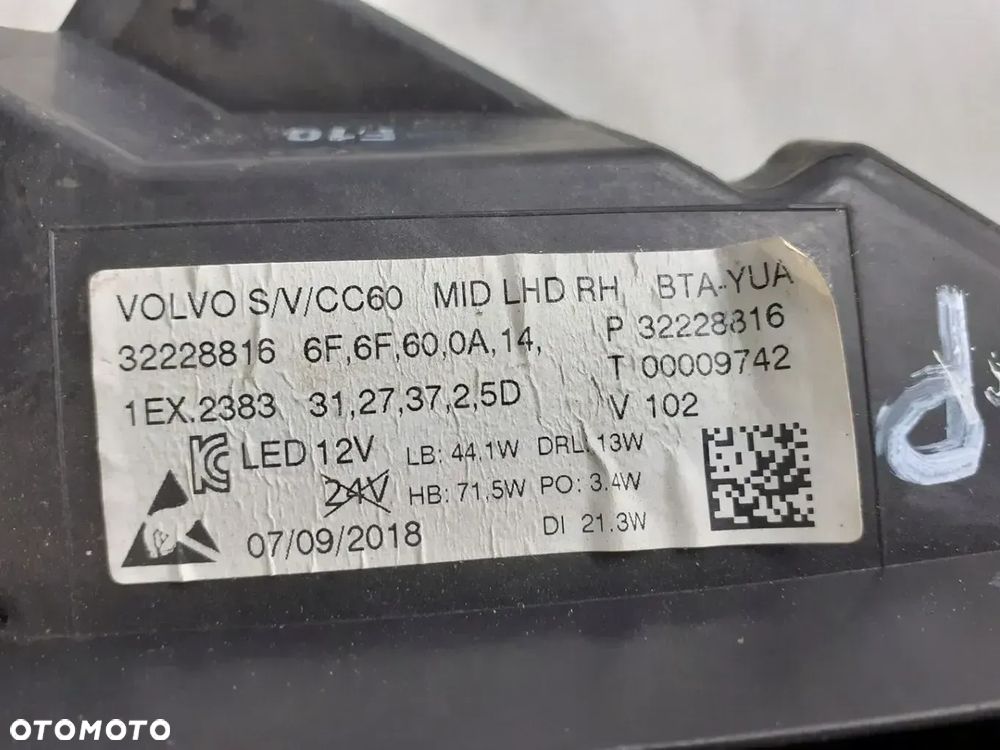 E10
VOLVO S/V/CC60 MID LHD RH BTA-YUA
32228816 6F,6F,60,0A,14, P 32228816
T 00009742
1EX.2383 31,27,37,2,5D V 102
LED 12V LB: 44.1W DRL: 13W
24V HB: 71,5W PO: 3.4W
07/09/2018 DI 21.3W
p
OTOMOTO